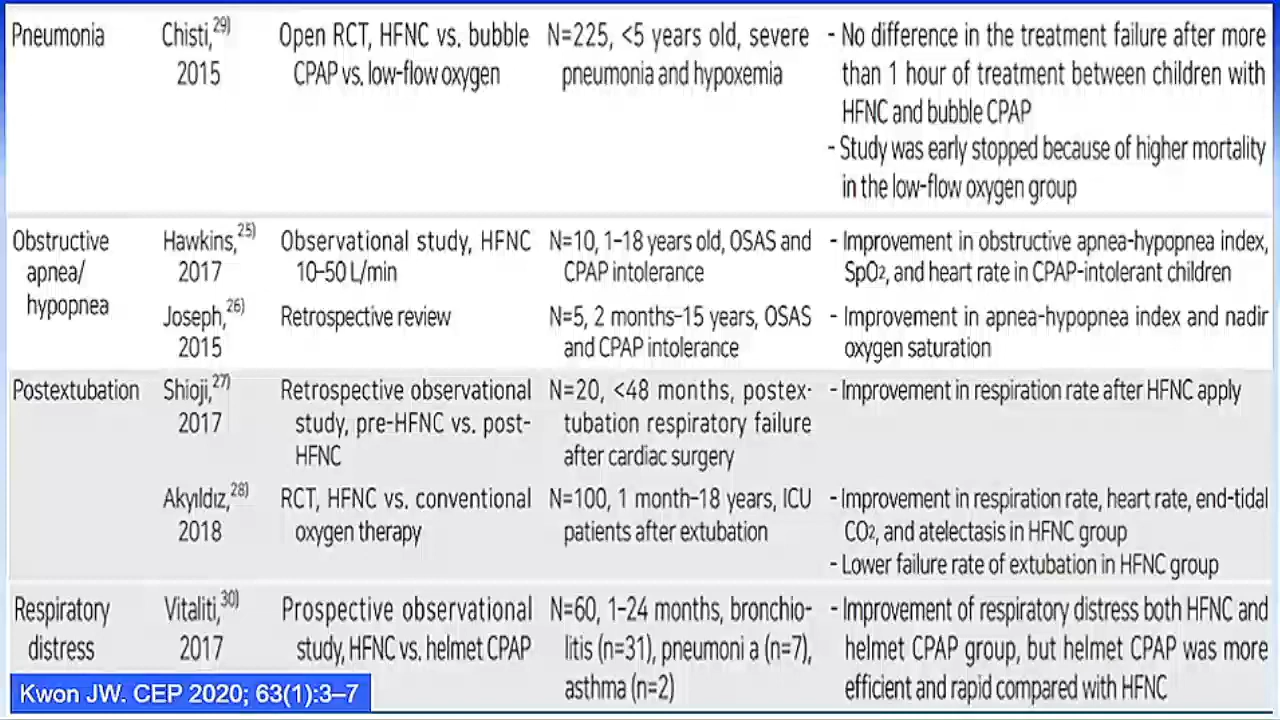 Pneumonia Chisti,29) Open RCT, HFNC vs. bubble N=225, <5 years old, severe - No difference in the treatment failure after more
2015 CPAP vs. low-flow oxygen pneumonia and hypoxemia than 1 hour of treatment between children with
HFNC and bubble CPAP
- Study was early stopped because of higher mortality
in the low-flow oxygen group
Obstructive Hawkins,25) Observational study, HFNC N=10, 1–18 years old, OSAS and - Improvement in obstructive apnea-hypopnea index,
apnea/ 2017 10–50 L/min CPAP intolerance SpO2, and heart rate in CPAP-intolerant children
hypopnea
Joseph,26) Retrospective review N=5, 2 months–15 years, OSAS - Improvement in apnea-hypopnea index and nadir
2015 and CPAP intolerance oxygen saturation
Postextubation Shioji,27) Retrospective observational N=20, <48 months, postex- - Improvement in respiration rate after HFNC apply
2017 study, pre-HFNC vs. post- tubation respiratory failure
HFNC after cardiac surgery
Akyıldız,28) RCT, HFNC vs. conventional N=100, 1 month–18 years, ICU - Improvement in respiration rate, heart rate, end-tidal
2018 oxygen therapy patients after extubation CO2, and atelectasis in HFNC group
- Lower failure rate of extubation in HFNC group
Respiratory Vitaliti,30) Prospective observational N=60, 1–24 months, bronchio- - Improvement of respiratory distress both HFNC and
distress 2017 study, HFNC vs. helmet CPAP litis (n=31), pneumoni a (n=7), helmet CPAP group, but helmet CPAP was more
asthma (n=2) efficient and rapid compared with HFNC
Kwon JW. CEP 2020; 63(1):3–7